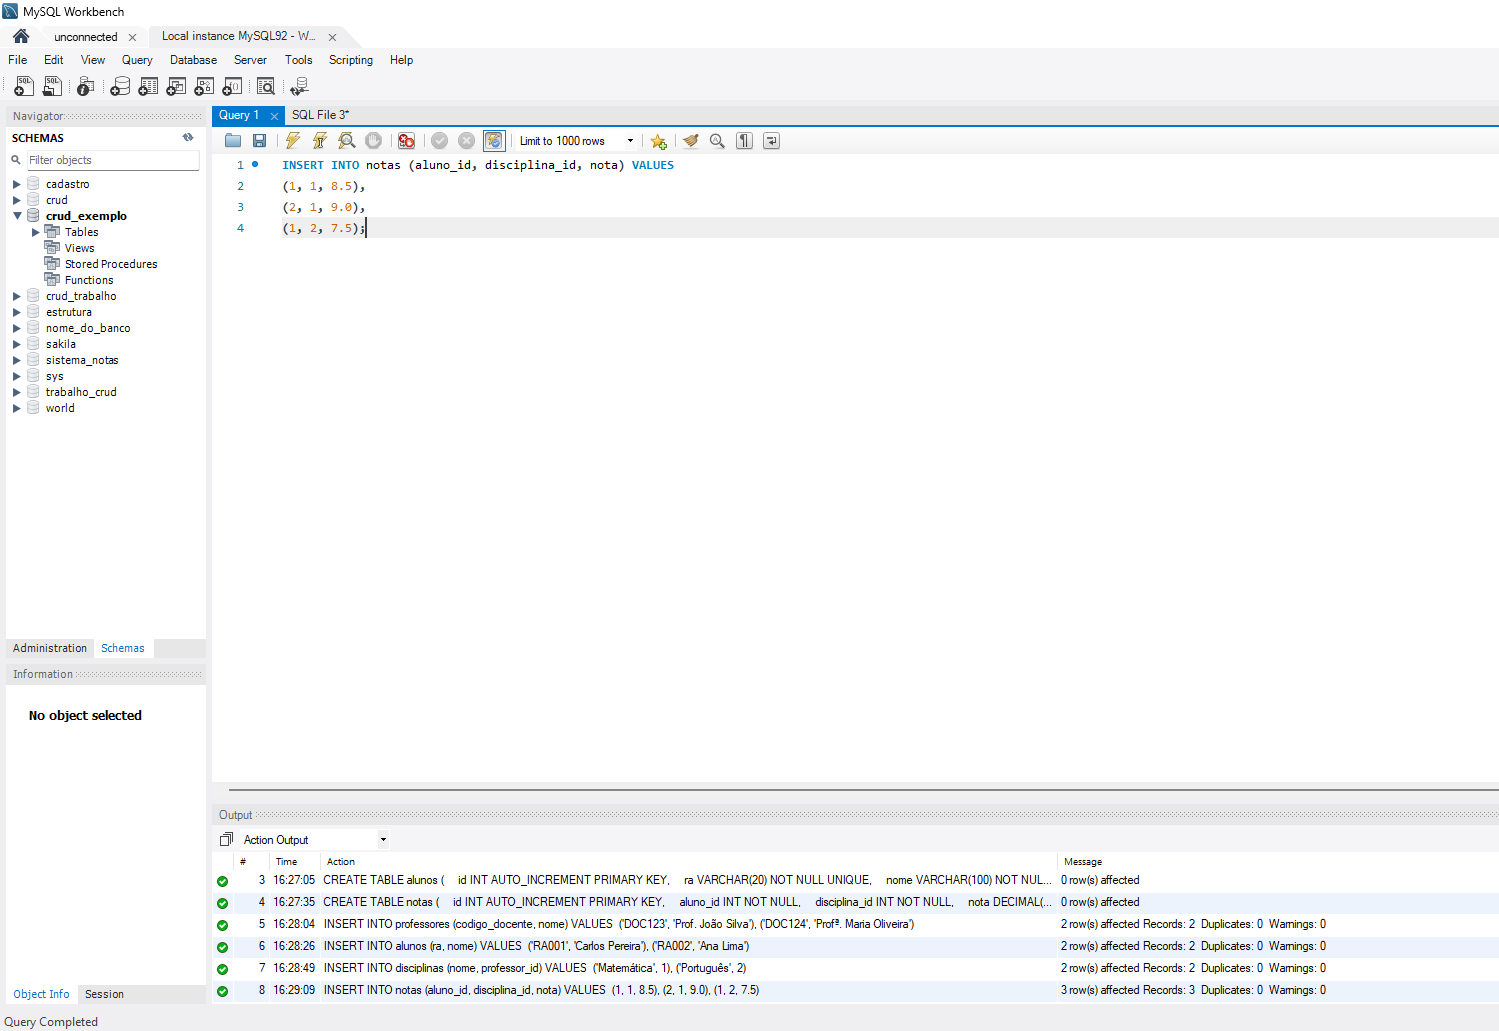 MySQL Workbench
unconnected
Local instance MySQL92 - W...
File Edit View Query Database Server Tools Scripting Help
Navigator
SCHEMAS
Filter objects
cadastro
crud
crud_exemplo
Tables
Views
Stored Procedures
Functions
crud_trabalho
estrutura
nome_do_banco
sakila
sistema_notas
sys
trabalho_crud
world
Administration Schemas
Information
No object selected
Object Info Session
Query 1 SQL File 3*
Limit to 1000 rows
1 INSERT INTO notas (aluno_id, disciplina_id, nota) VALUES
2 (1, 1, 8.5),
3 (2, 1, 9.0),
4 (1, 2, 7.5);
Output
Action Output
# Time Action Message
3 16:27:05 CREATE TABLE alunos ( id INT AUTO_INCREMENT PRIMARY KEY, ra VARCHAR(20) NOT NULL UNIQUE, nome VARCHAR(100) NOT NUL... 0 row(s) affected
4 16:27:35 CREATE TABLE notas ( id INT AUTO_INCREMENT PRIMARY KEY, aluno_id INT NOT NULL, disciplina_id INT NOT NULL, nota DECIMAL(... 0 row(s) affected
5 16:28:04 INSERT INTO professores (codigo_docente, nome) VALUES ('DOC123', 'Prof. João Silva'), ('DOC124', 'Profª. Maria Oliveira') 2 row(s) affected Records: 2 Duplicates: 0 Warnings: 0
6 16:28:26 INSERT INTO alunos (ra, nome) VALUES ('RA001', 'Carlos Pereira'), ('RA002', 'Ana Lima') 2 row(s) affected Records: 2 Duplicates: 0 Warnings: 0
7 16:28:49 INSERT INTO disciplinas (nome, professor_id) VALUES ('Matemática', 1), ('Português', 2) 2 row(s) affected Records: 2 Duplicates: 0 Warnings: 0
8 16:29:09 INSERT INTO notas (aluno_id, disciplina_id, nota) VALUES (1, 1, 8.5), (2, 1, 9.0), (1, 2, 7.5) 3 row(s) affected Records: 3 Duplicates: 0 Warnings: 0
Query Completed